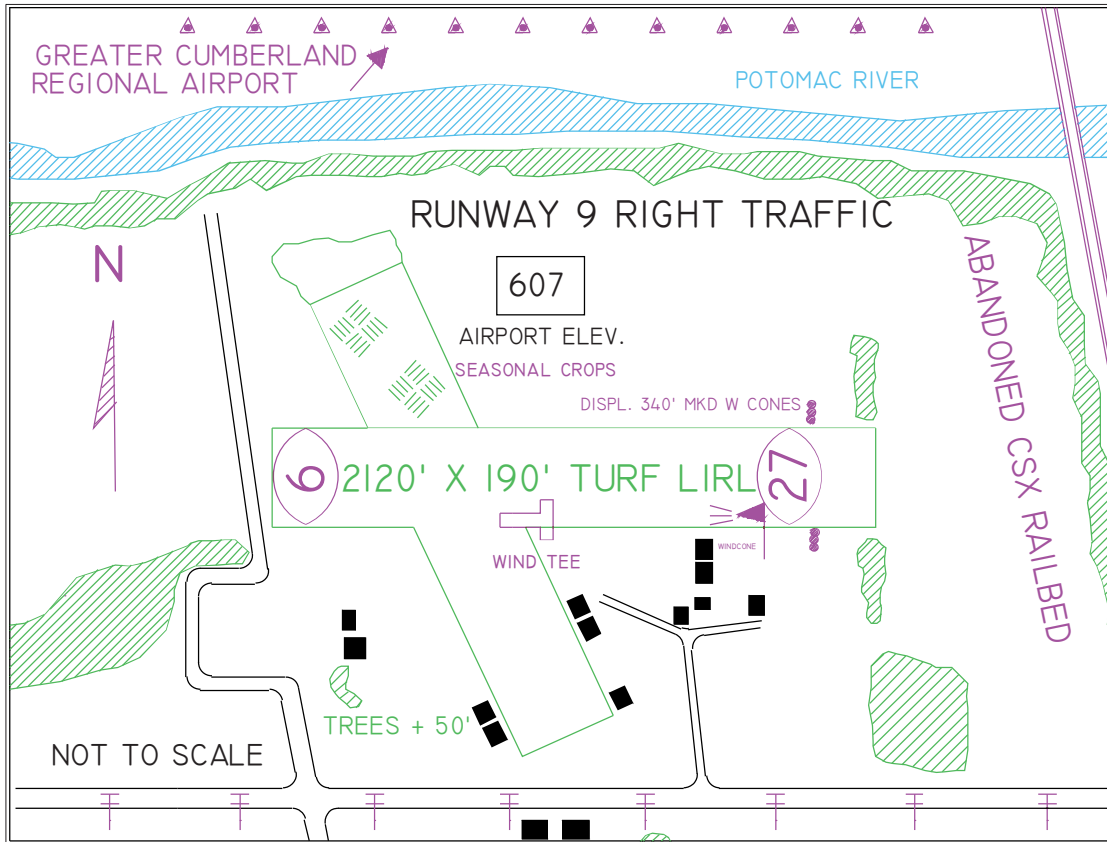 GREATER CUMBERLAND
REGIONAL AIRPORT
POTOMAC RIVER
RUNWAY 9 RIGHT TRAFFIC
N
607
AIRPORT ELEV.
SEASONAL CROPS
DISPL. 340' MKD W CONES
ABANDONED CSX RAILBED
6
2120' X 190' TURF LIRL
27
WINDCONE
WIND TEE
TREES + 50'
NOT TO SCALE